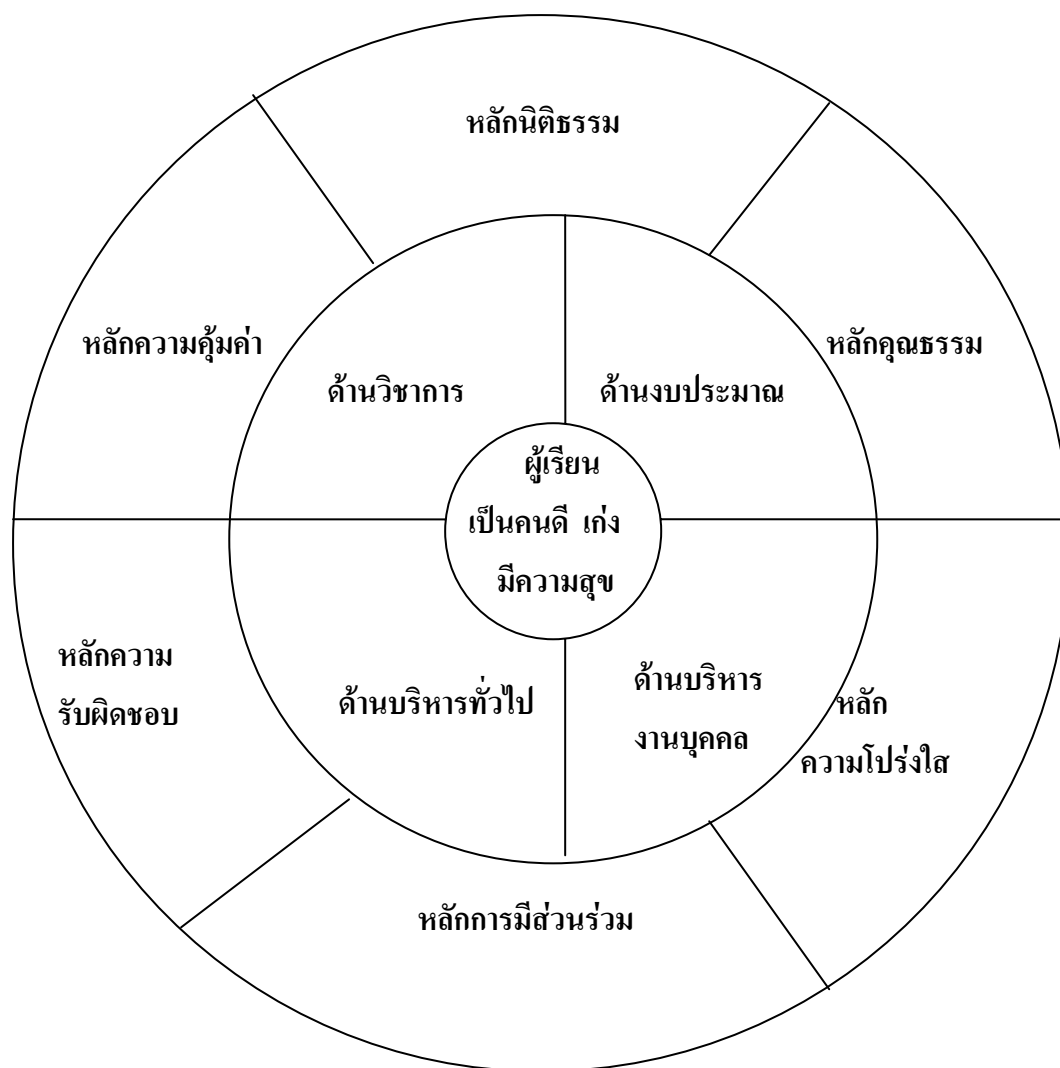 หลักนิติธรรม
หลักความคุ้มค่า
หลักคุณธรรม
ด้านวิชาการ
ด้านงบประมาณ
ผู้เรียน
เป็นคนดี เก่ง
มีความสุข
หลักความ
รับผิดชอบ
ด้านบริหารทั่วไป
ด้านบริหาร
งานบุคคล
หลัก
ความโปร่งใส
หลักการมีส่วนร่วม